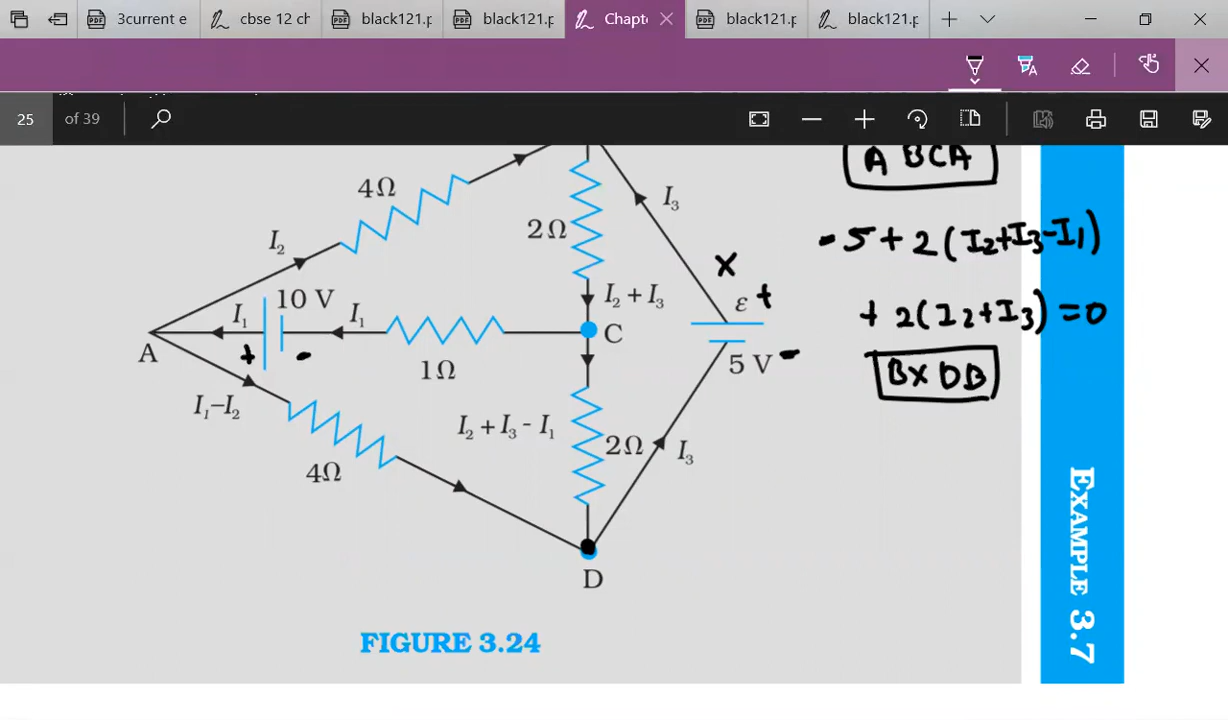 3current e
cbse 12 ch
black121.p
black121.p
Chapt
black121.p
black121.p
25 of 39
A BCA
4Ω
I₃
2Ω
- 5 + 2 ( I₂+I₃-I₁)
I₂
X
10 V
I₂ + I₃
ε +
+ 2(I₂+I₃) = 0
I₁
I₁
C
A
+ -
1Ω
5 V -
BX DB
I₁–I₂
I₂ + I₃ - I₁
2Ω
I₃
4Ω
D
FIGURE 3.24
EXAMPLE 3.7